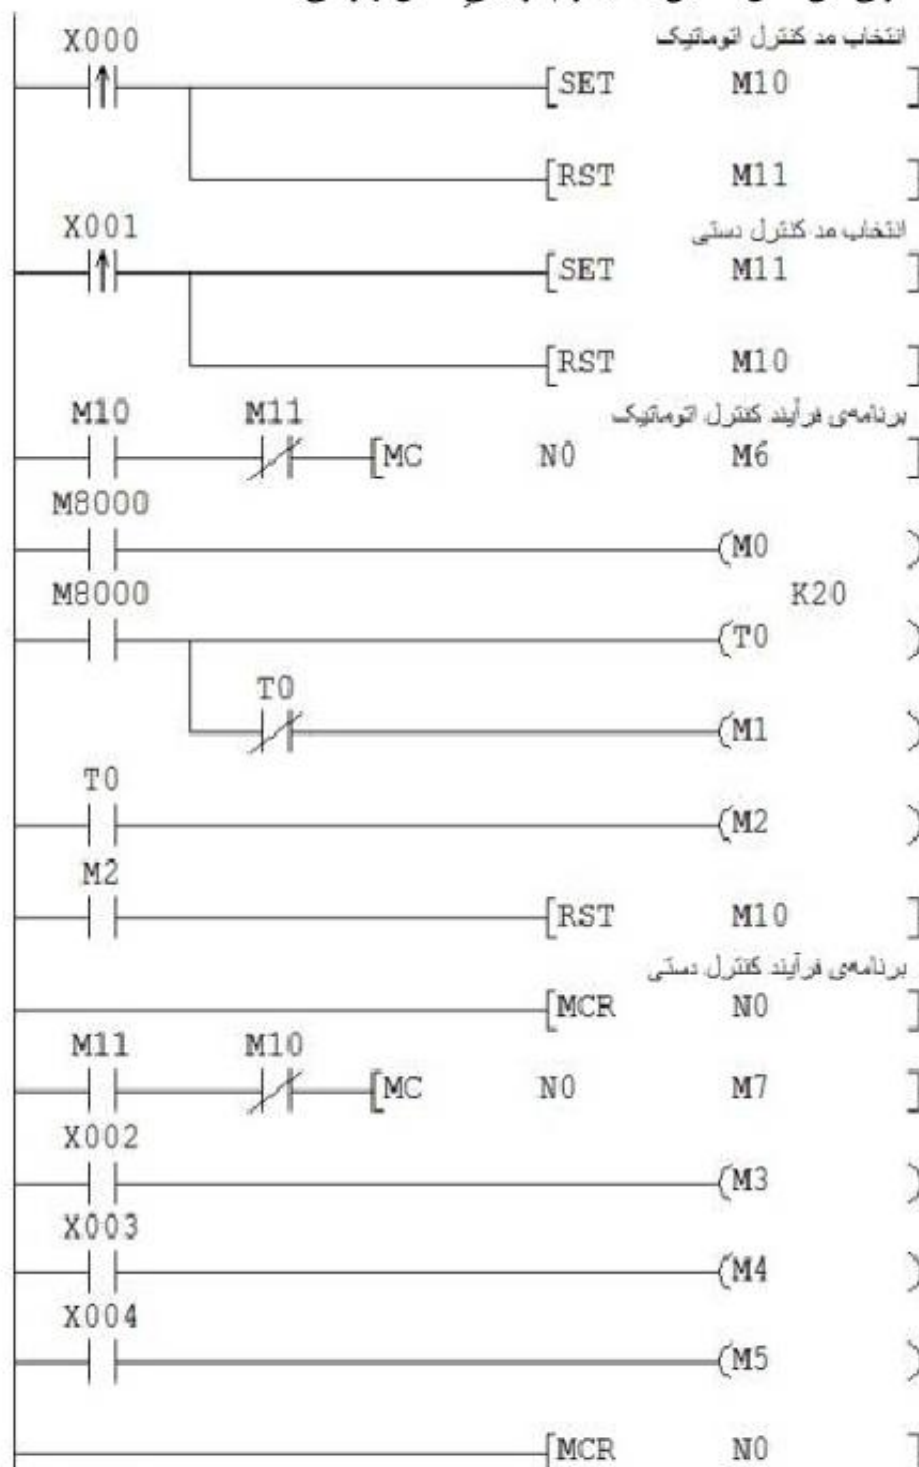 X000
انتخاب مد کنترل اتوماتیک
[SET M10 ]
[RST M11 ]
X001
انتخاب مد کنترل دستی
[SET M11 ]
[RST M10 ]
M10 M11
برنامه‌ی فرآیند کنترل اتوماتیک
[MC N0 M6 ]
M8000
(M0 )
M8000
K20
(T0 )
T0
(M1 )
T0
(M2 )
M2
[RST M10 ]
برنامه‌ی فرآیند کنترل دستی
[MCR N0 ]
M11 M10
[MC N0 M7 ]
X002
(M3 )
X003
(M4 )
X004
(M5 )
[MCR N0 ]